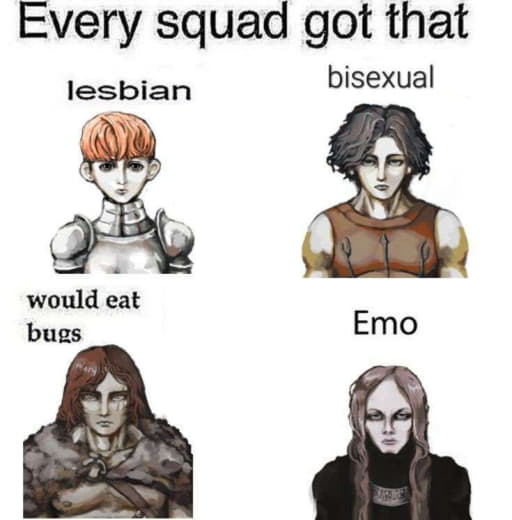 Every squad got that
lesbian
bisexual
would eat
bugs
Emo